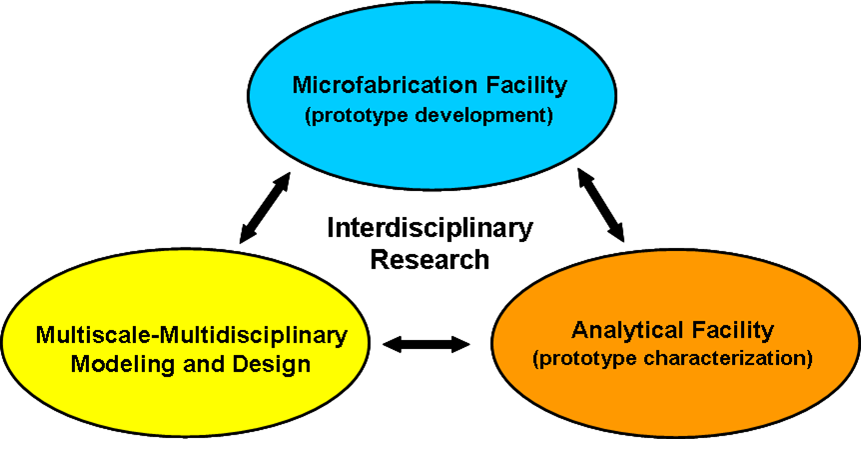 Microfabrication Facility
(prototype development)
Interdisciplinary
Research
Multiscale-Multidisciplinary
Modeling and Design
Analytical Facility
(prototype characterization)